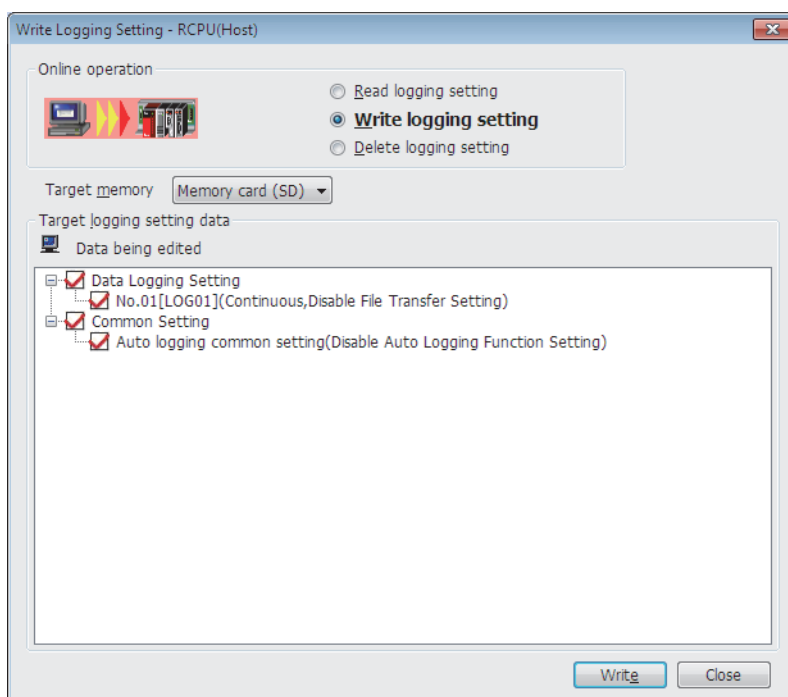 Write Logging Setting - RCPU(Host)
Online operation
Read logging setting
Write logging setting
Delete logging setting
Target memory Memory card (SD)
Target logging setting data
Data being edited
Data Logging Setting
No.01[LOG01](Continuous,Disable File Transfer Setting)
Common Setting
Auto logging common setting(Disable Auto Logging Function Setting)
Write Close